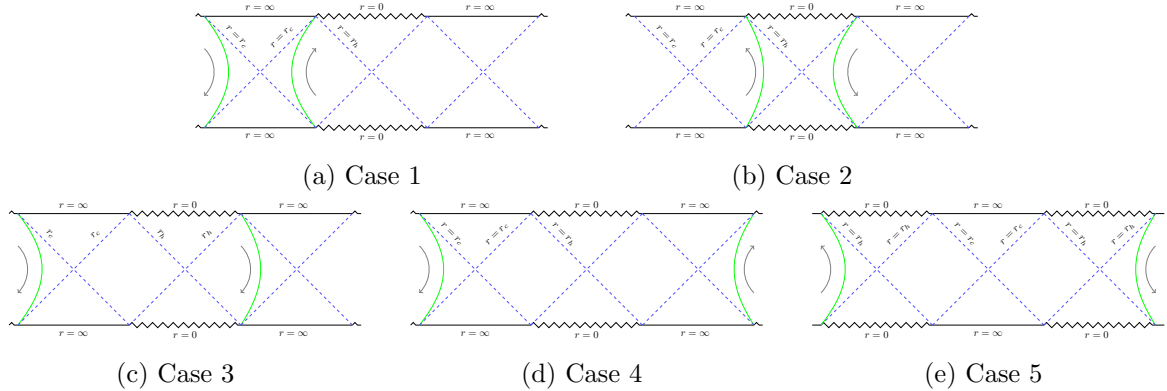 r = ∞ r = 0 r = ∞
r = r_c r = r_c r = r_h
r = ∞ r = 0 r = ∞
(a) Case 1
r = ∞ r = 0 r = ∞
r = r_c r = r_c r = r_h
r = ∞ r = 0 r = ∞
(b) Case 2
r = ∞ r = 0 r = ∞
r_c r_c r_h r_h
r = ∞ r = 0 r = ∞
(c) Case 3
r = ∞ r = 0 r = ∞
r = r_c r = r_c r = r_h
r = ∞ r = 0 r = ∞
(d) Case 4
r = 0 r = ∞ r = 0
r = r_h r = r_h r = r_c r = r_c r = r_h r = r_h
r = 0 r = ∞ r = 0
(e) Case 5